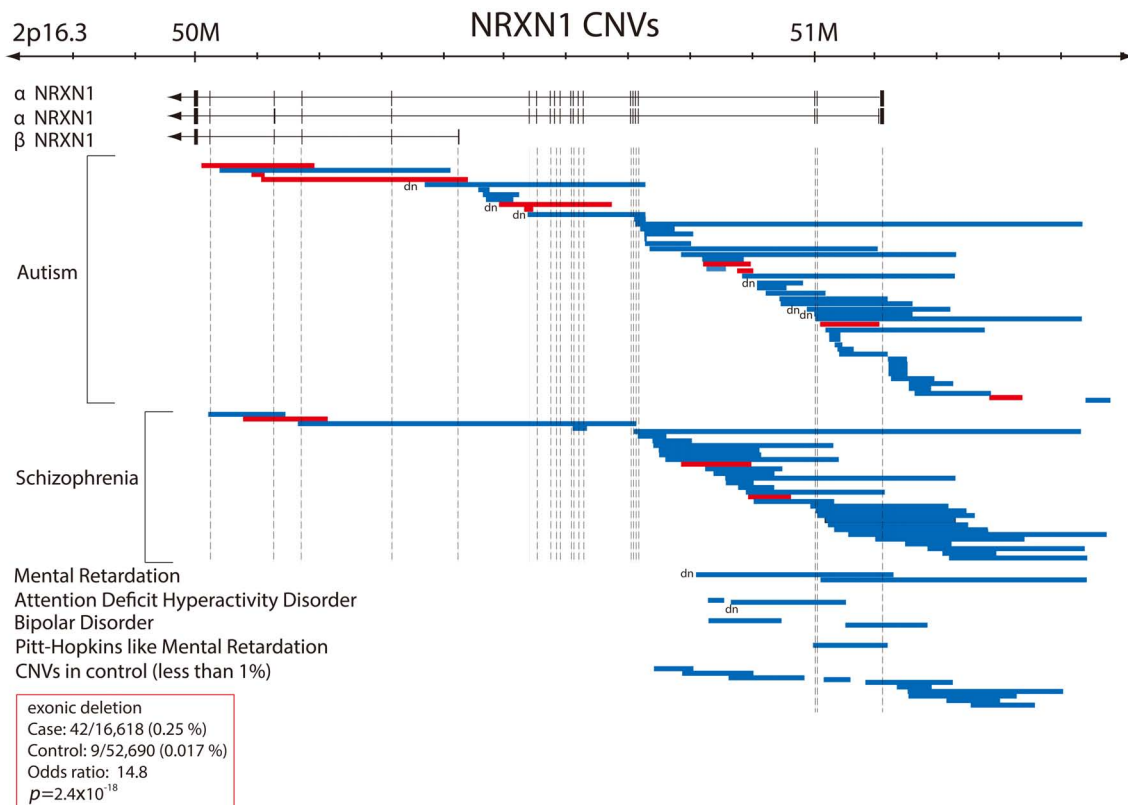 NRXN1 CNVs
2p16.3 50M 51M
α NRXN1
α NRXN1
β NRXN1
dn
dn
dn
Autism
dn
dn
dn
Schizophrenia
Mental Retardation
dn
Attention Deficit Hyperactivity Disorder
dn
Bipolar Disorder
Pitt-Hopkins like Mental Retardation
CNVs in control (less than 1%)
exonic deletion
Case: 42/16,618 (0.25 %)
Control: 9/52,690 (0.017 %)
Odds ratio: 14.8
p=2.4x10⁻¹⁸